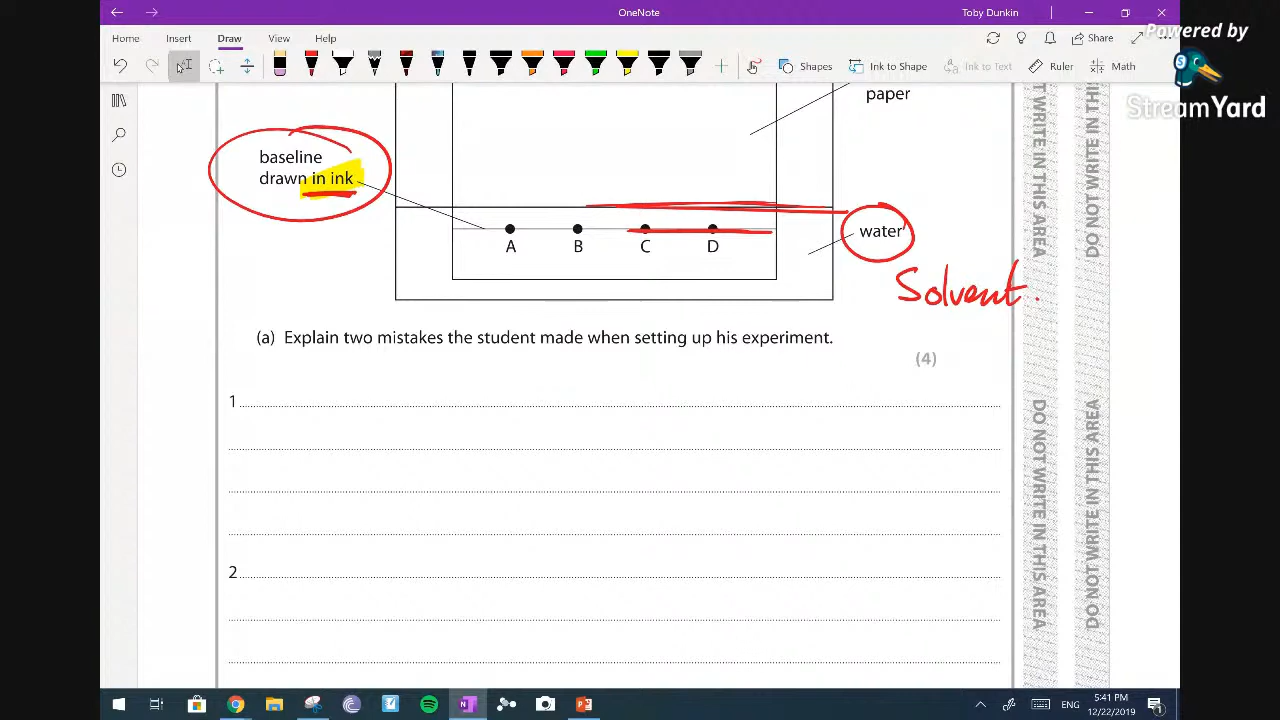 OneNote
Toby Dunkin
Powered by
StreamYard
Home Insert Draw View Help
Share
Shapes Ink to Shape Ink to Text Ruler Math
paper
baseline
drawn in ink
water
A B C D
Solvent.
(a) Explain two mistakes the student made when setting up his experiment.
(4)
1
2
T WRITE IN THIS AREA
DO NOT WRITE IN THIS
DO NOT WRITE IN THIS AREA
DO NOT WRITE IN THIS AREA
ENG
5:41 PM
12/22/2019
1